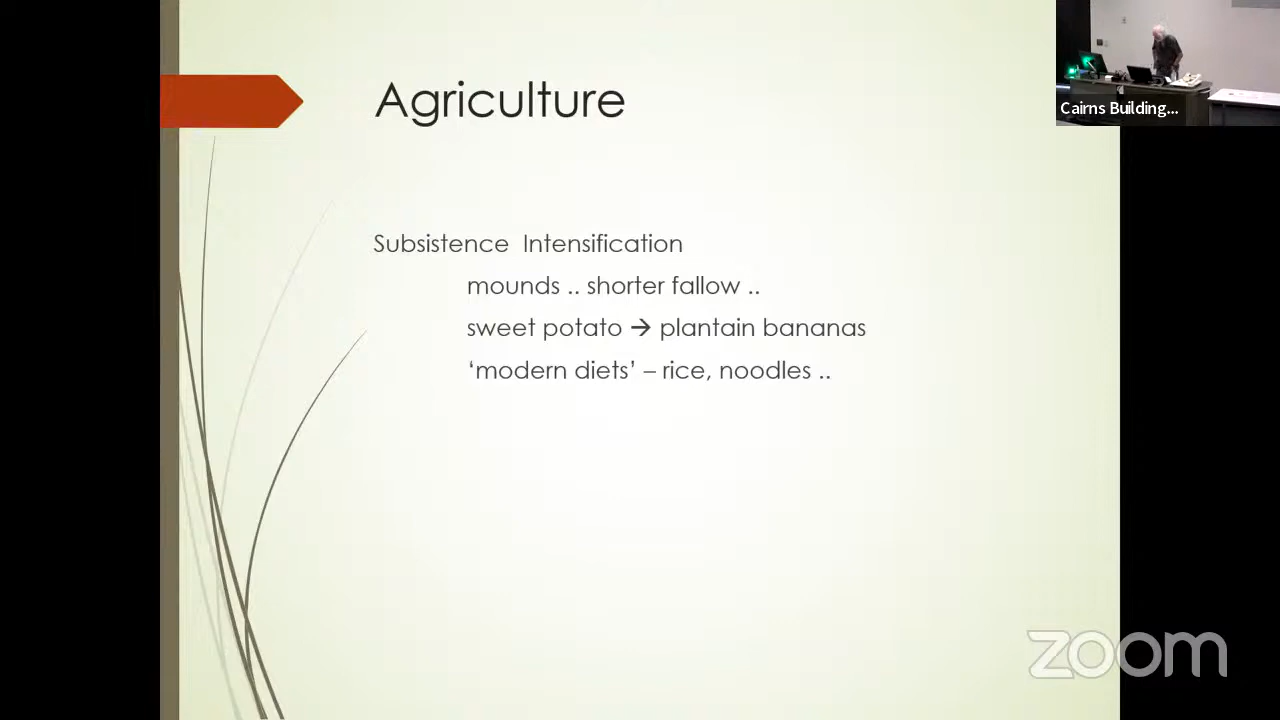 Agriculture
Cairns Building...
Subsistence Intensification
mounds .. shorter fallow ..
sweet potato → plantain bananas
‘modern diets’ – rice, noodles ..
zoom